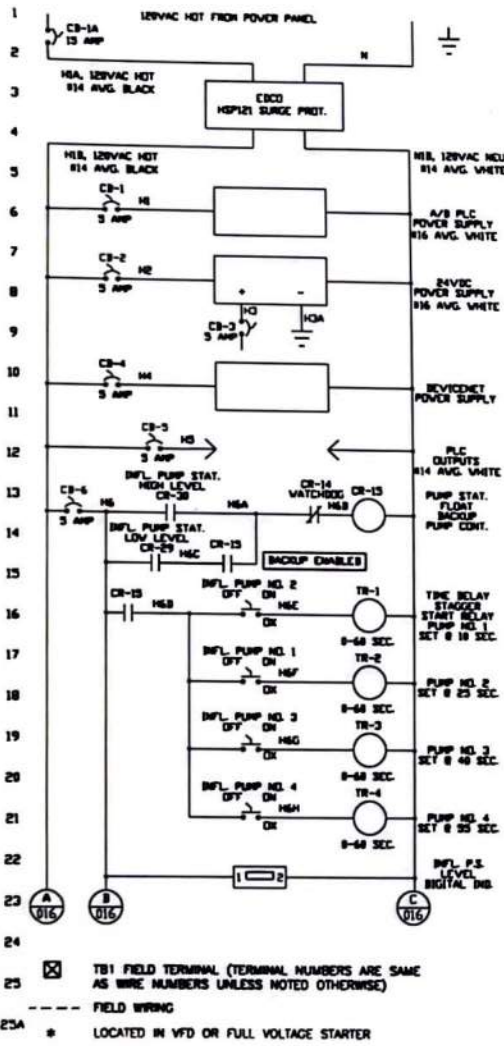 1
120VAC HOT FROM POWER PANEL
CB-1A
15 AMP
2
N
H1A, 120VAC HOT
#14 AWG. BLACK
3
EDCO
HSP121 SURGE PROT.
4
H1B, 120VAC HOT
#14 AWG. BLACK
N1B, 120VAC NEU
#14 AWG. WHITE
5
CB-1
H1
5 AMP
6
A/B PLC
POWER SUPPLY
#16 AWG. WHITE
7
CB-2
H2
5 AMP
8
+ -
24VDC
POWER SUPPLY
#16 AWG. WHITE
H3
H3A
9
CB-3
5 AMP
10
CB-4
H4
5 AMP
DEVICENET
POWER SUPPLY
11
CB-5
H5
5 AMP
12
PLC
OUTPUTS
#14 AWG. WHITE
13
CB-6
H6
5 AMP
INFL. PUMP STAT.
HIGH LEVEL
CR-30
H6A
CR-14
WATCHDOG
H6B
CR-15
PUMP STAT.
FLOAT
BACKUP
PUMP CONT.
14
INFL. PUMP STAT.
LOW LEVEL
CR-29
H6C
CR-15
BACKUP ENABLED
15
CR-15
H6D
16
INFL. PUMP NO. 2
OFF ON
H6E
OX
TR-1
0-60 SEC.
TIME DELAY
STAGGER
START RELAY
PUMP NO. 1
SET @ 10 SEC.
17
INFL. PUMP NO. 1
OFF ON
H6F
OX
TR-2
0-60 SEC.
18
PUMP NO. 2
SET @ 25 SEC.
19
INFL. PUMP NO. 3
OFF ON
H6G
OX
TR-3
0-60 SEC.
PUMP NO. 3
SET @ 40 SEC.
20
INFL. PUMP NO. 4
OFF ON
H6H
OX
TR-4
0-60 SEC.
21
PUMP NO. 4
SET @ 55 SEC.
22
1 2
INFL. P.S.
LEVEL
DIGITAL IND.
23
A
016
B
016
C
016
24
25
TB1 FIELD TERMINAL (TERMINAL NUMBERS ARE SAME
AS WIRE NUMBERS UNLESS NOTED OTHERWISE)
FIELD WIRING
25A
* LOCATED IN VFD OR FULL VOLTAGE STARTER